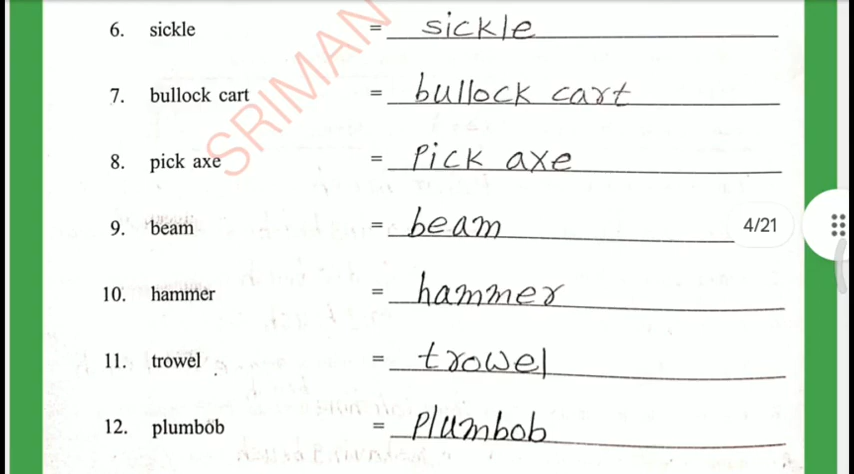 6. sickle = sickle
7. bullock cart = bullock cart
8. pick axe = pick axe
9. beam = beam
4/21
10. hammer = hammer
11. trowel = trowel
12. plumbob = plumbob
SRIMAN